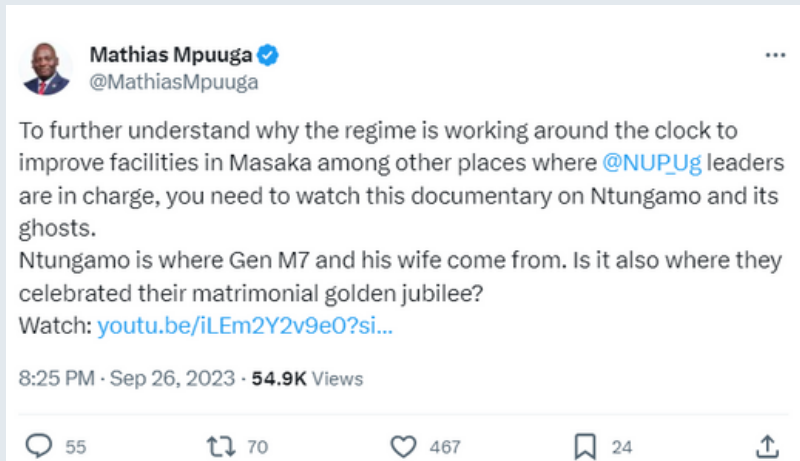 Mathias Mpuuga
@MathiasMpuuga
To further understand why the regime is working around the clock to
improve facilities in Masaka among other places where @NUP_Ug leaders
are in charge, you need to watch this documentary on Ntungamo and its
ghosts.
Ntungamo is where Gen M7 and his wife come from. Is it also where they
celebrated their matrimonial golden jubilee?
Watch: youtu.be/iLEm2Y2v9e0?si...
8:25 PM · Sep 26, 2023 · 54.9K Views
55 70 467 24